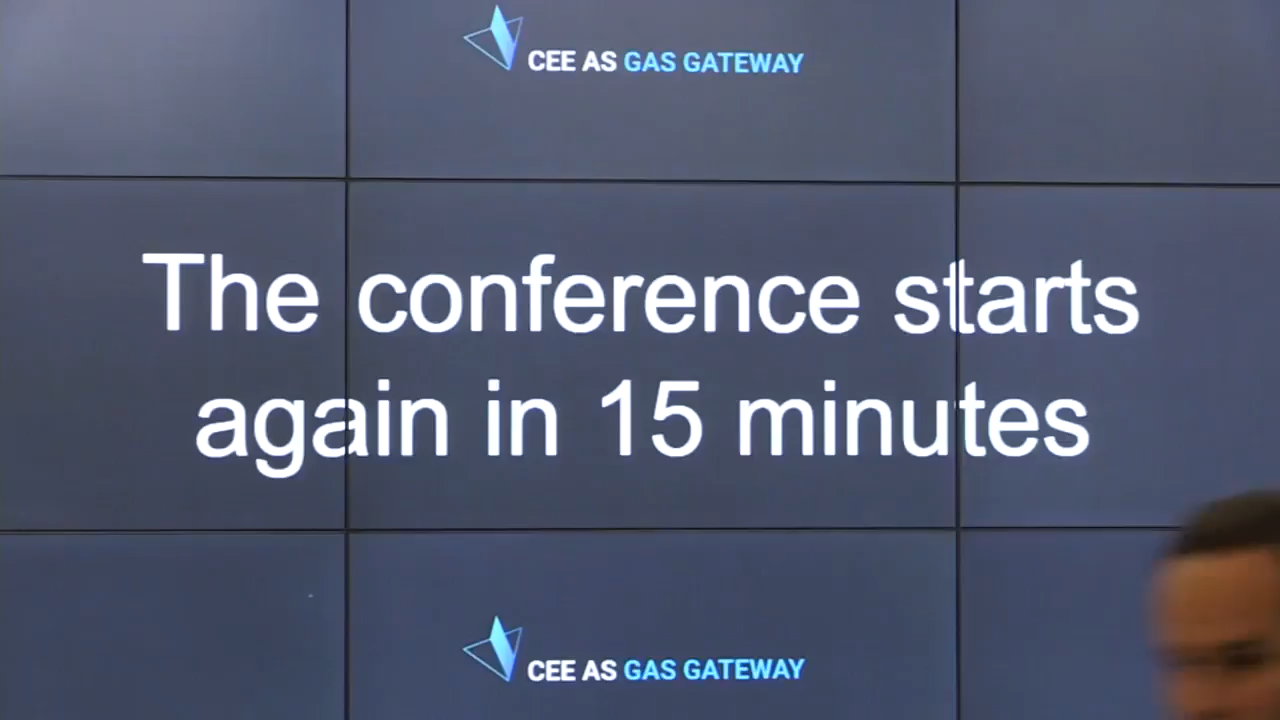 CEE AS GAS GATEWAY
The conference starts
again in 15 minutes
CEE AS GAS GATEWAY